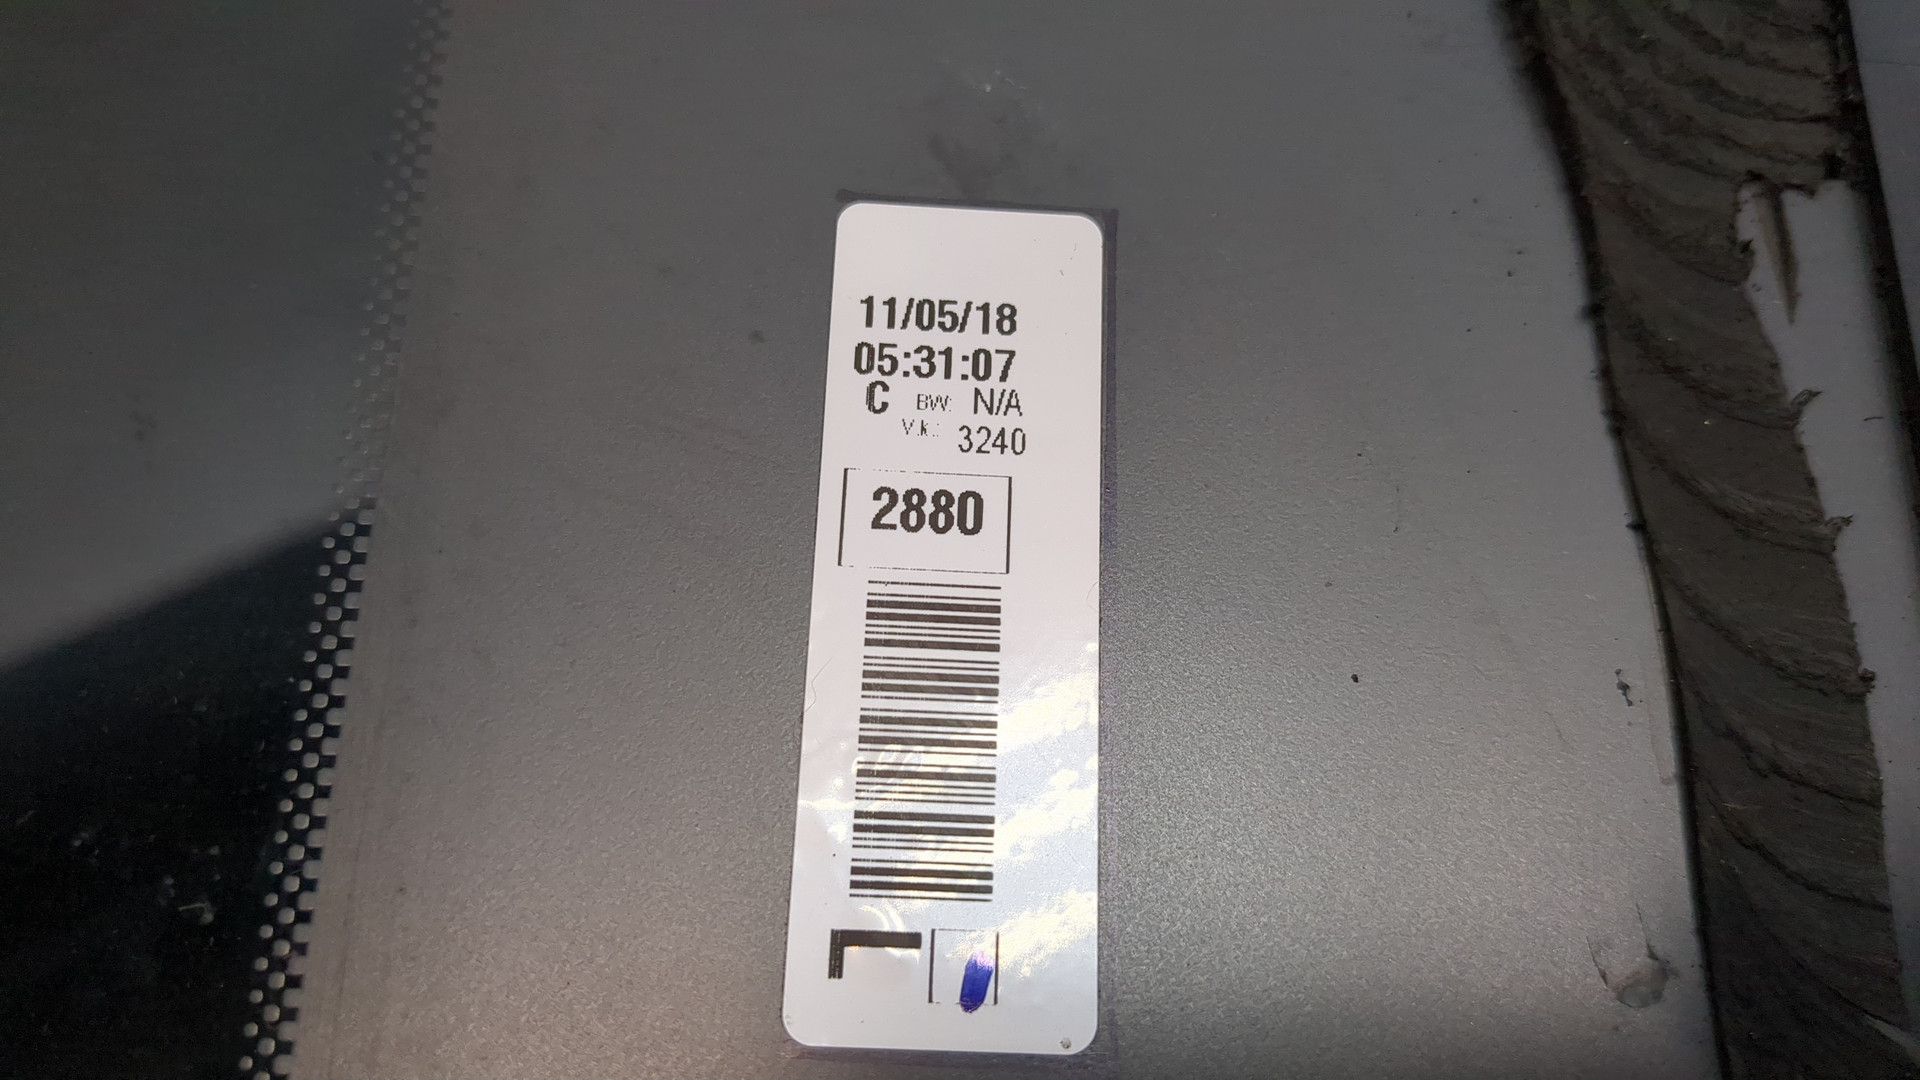 11/05/18
05:31:07
C BW: N/A
V.K.: 3240
2880
L